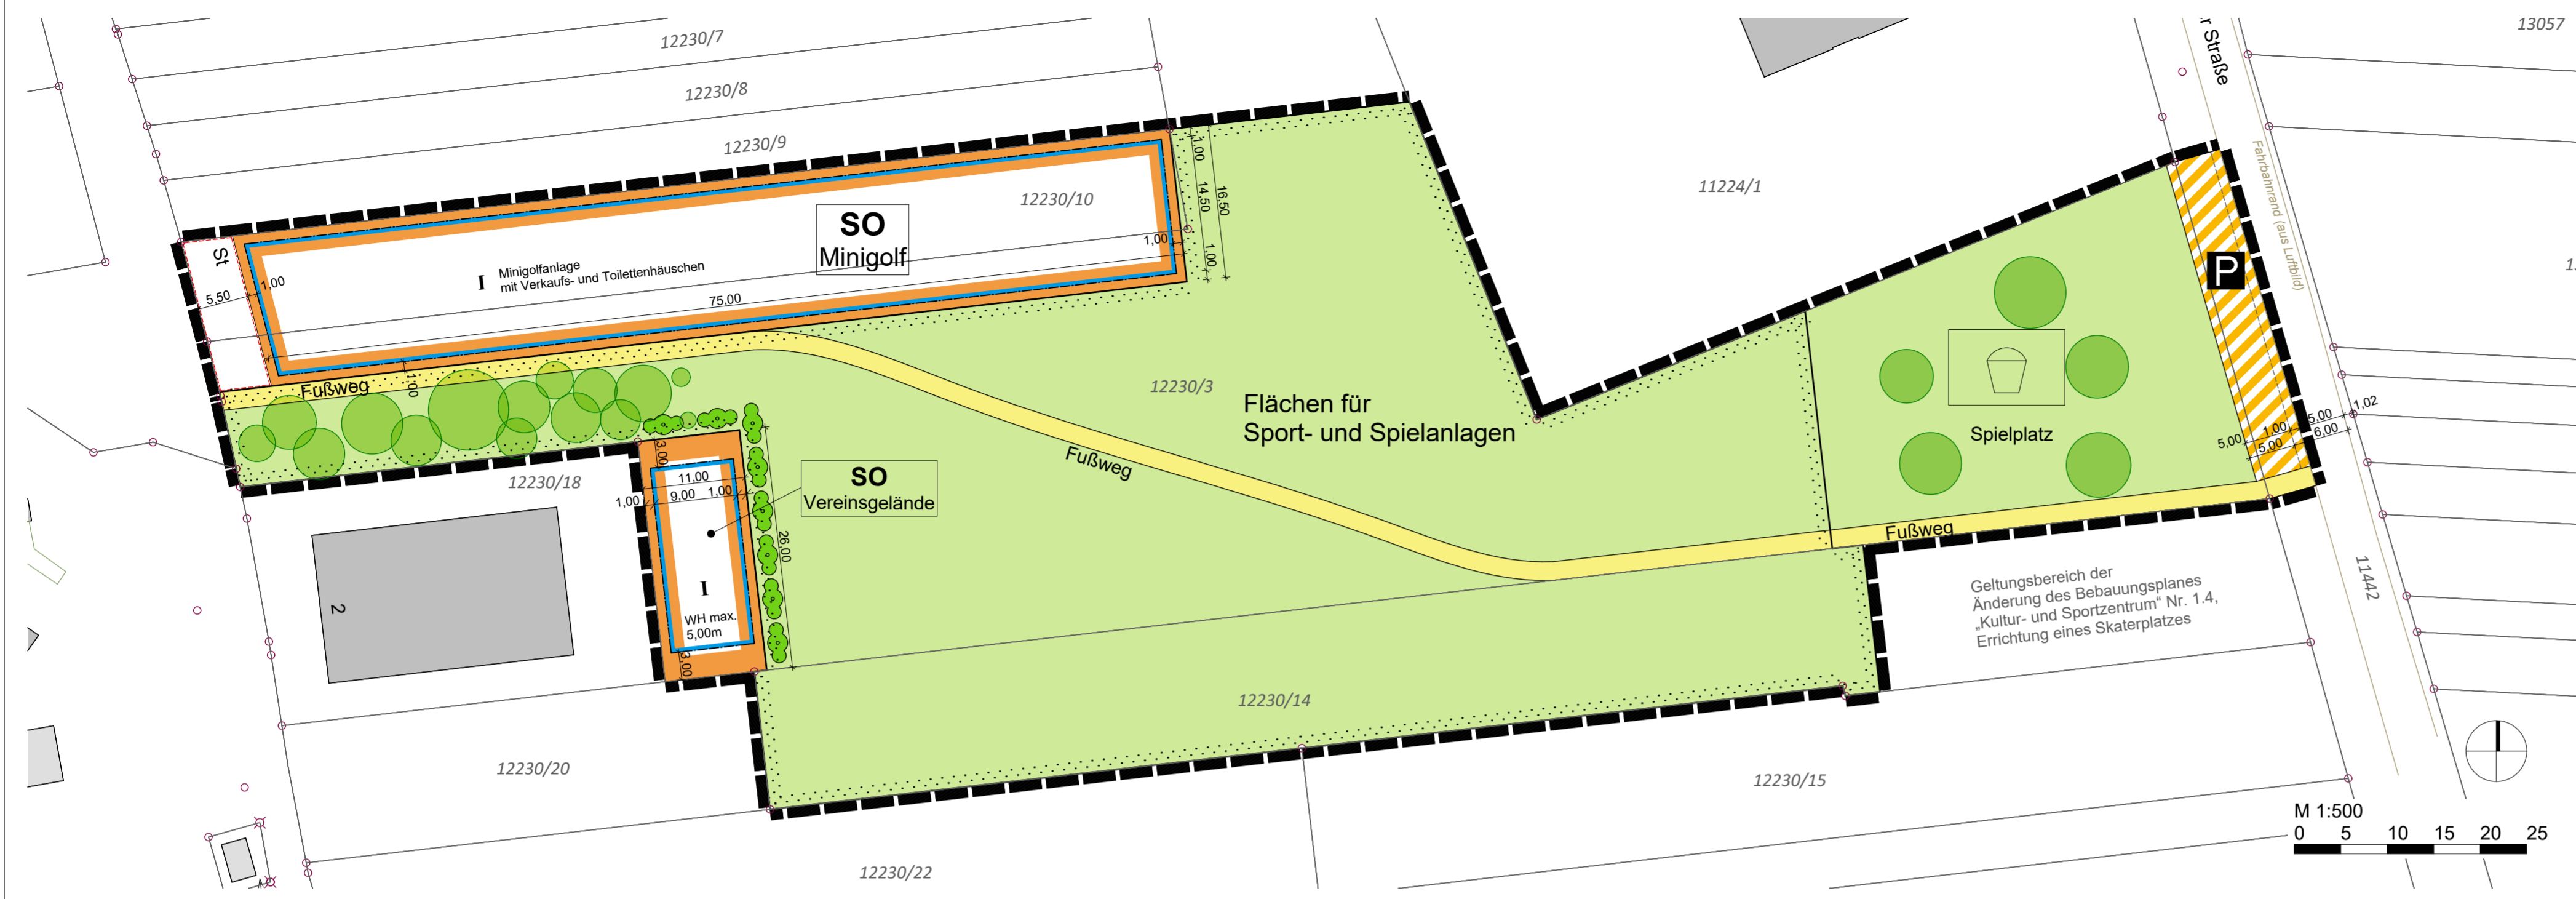 12230/7
12230/8
12230/9
13057
r Straße
Fahrbahnrand (aus Luftbild)
11224/1
12230/10
SO
Minigolf
I
Minigolfanlage
mit Verkaufs- und Toilettenhäuschen
St
5,50
1,00
75,00
1,00
1,00
14,50
16,50
1,00
1,00
P
Fußweg
12230/3
Flächen für
Sport- und Spielanlagen
Spielplatz
5,00
1,02
5,00
1,00
6,00
5,00
Fußweg
Fußweg
12230/18
3,00
11,00
1,00
9,00
1,00
SO
Vereinsgelände
26,00
I
WH max.
5,00m
3,00
2
Geltungsbereich der
Änderung des Bebauungsplanes
„Kultur- und Sportzentrum“ Nr. 1.4,
Errichtung eines Skaterplatzes
11442
12230/14
12230/20
12230/15
12230/22
M 1:500
0 5 10 15 20 25